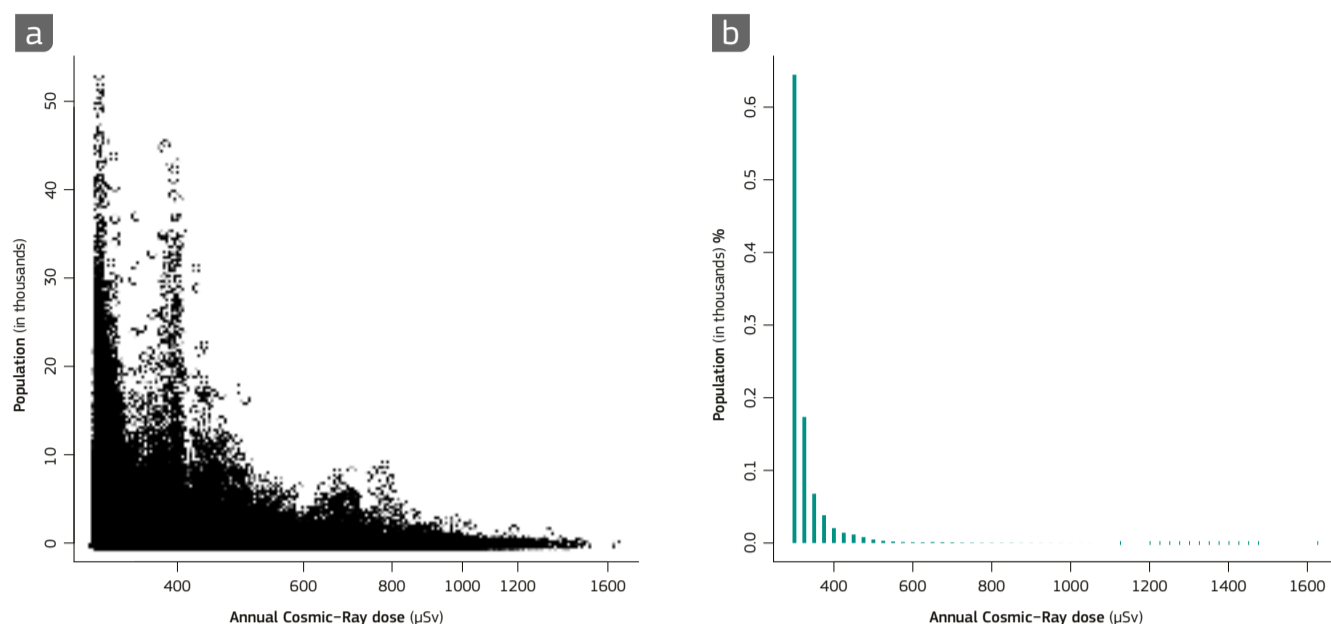 a
50
40
30
20
10
0
Population (in thousands)
400 600 800 1000 1200 1600
Annual Cosmic-Ray dose (µSv)
b
0.6
0.5
0.4
0.3
0.2
0.1
0.0
Population (in thousands) %
400 600 800 1000 1200 1400 1600
Annual Cosmic-Ray dose (µSv)